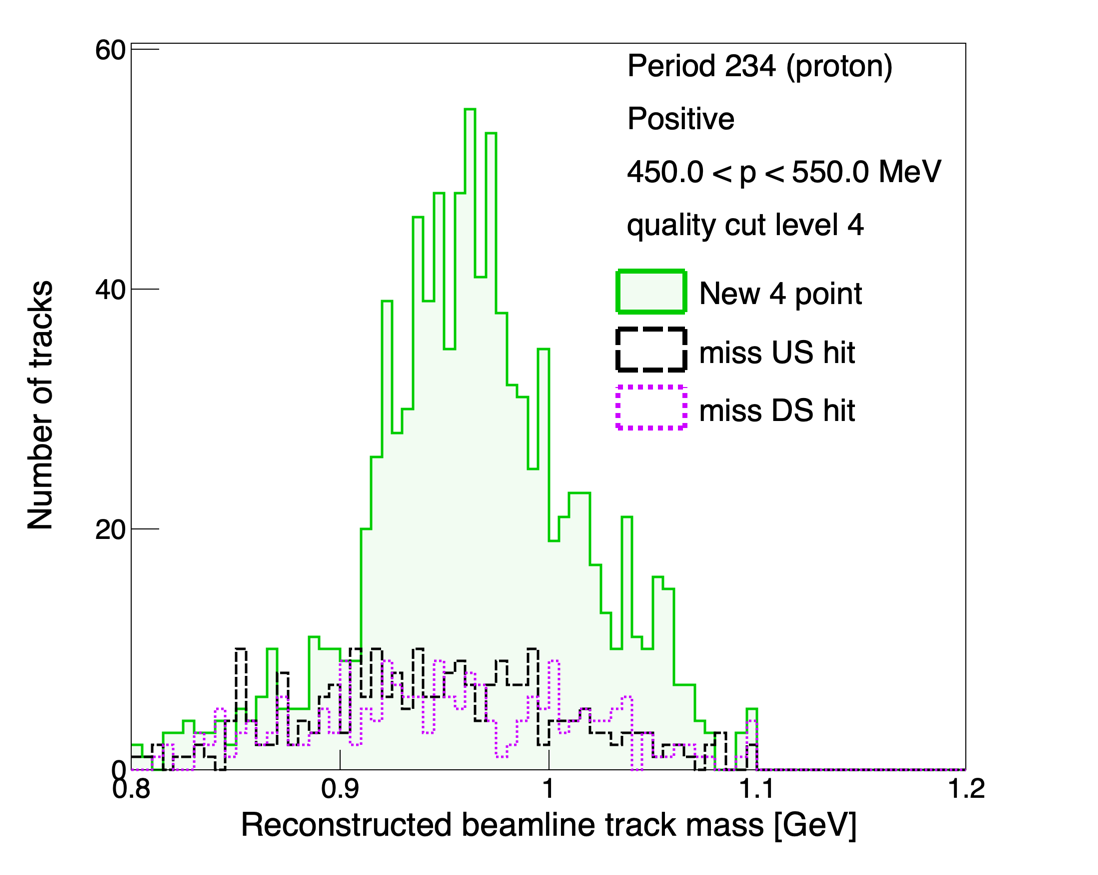 60
40
20
0
0.8
0.9
1
1.1
1.2
Number of tracks
Reconstructed beamline track mass [GeV]
Period 234 (proton)
Positive
450.0 < p < 550.0 MeV
quality cut level 4
New 4 point
miss US hit
miss DS hit